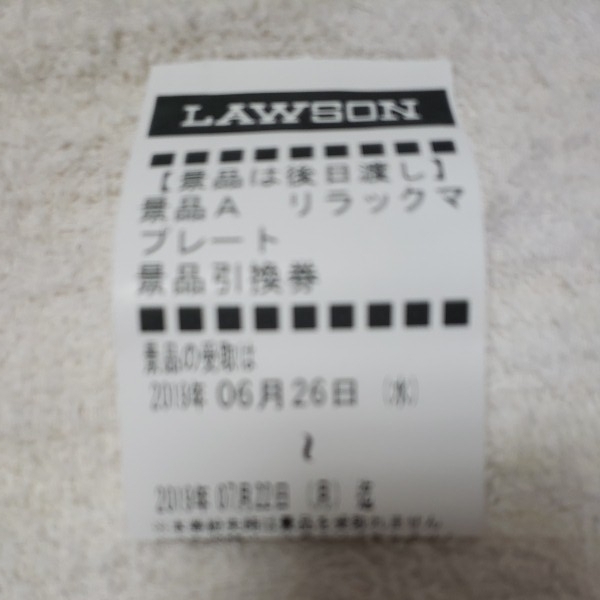 LAWSON
【景品は後日渡し】
景品A リラックマ
プレート
景品引換券
景品の受取は
2019年 06月26日 (水)
~
2019年 07月22日 (月) 迄